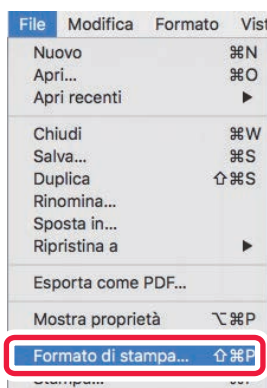 File Modifica Formato Vist
Nuovo ⌘N
Apri... ⌘O
Apri recenti ▶
Chiudi ⌘W
Salva... ⌘S
Duplica ⇧⌘S
Rinomina...
Sposta in...
Ripristina a ▶
Esporta come PDF...
Mostra proprietà ⌥⌘P
Formato di stampa... ⇧⌘P